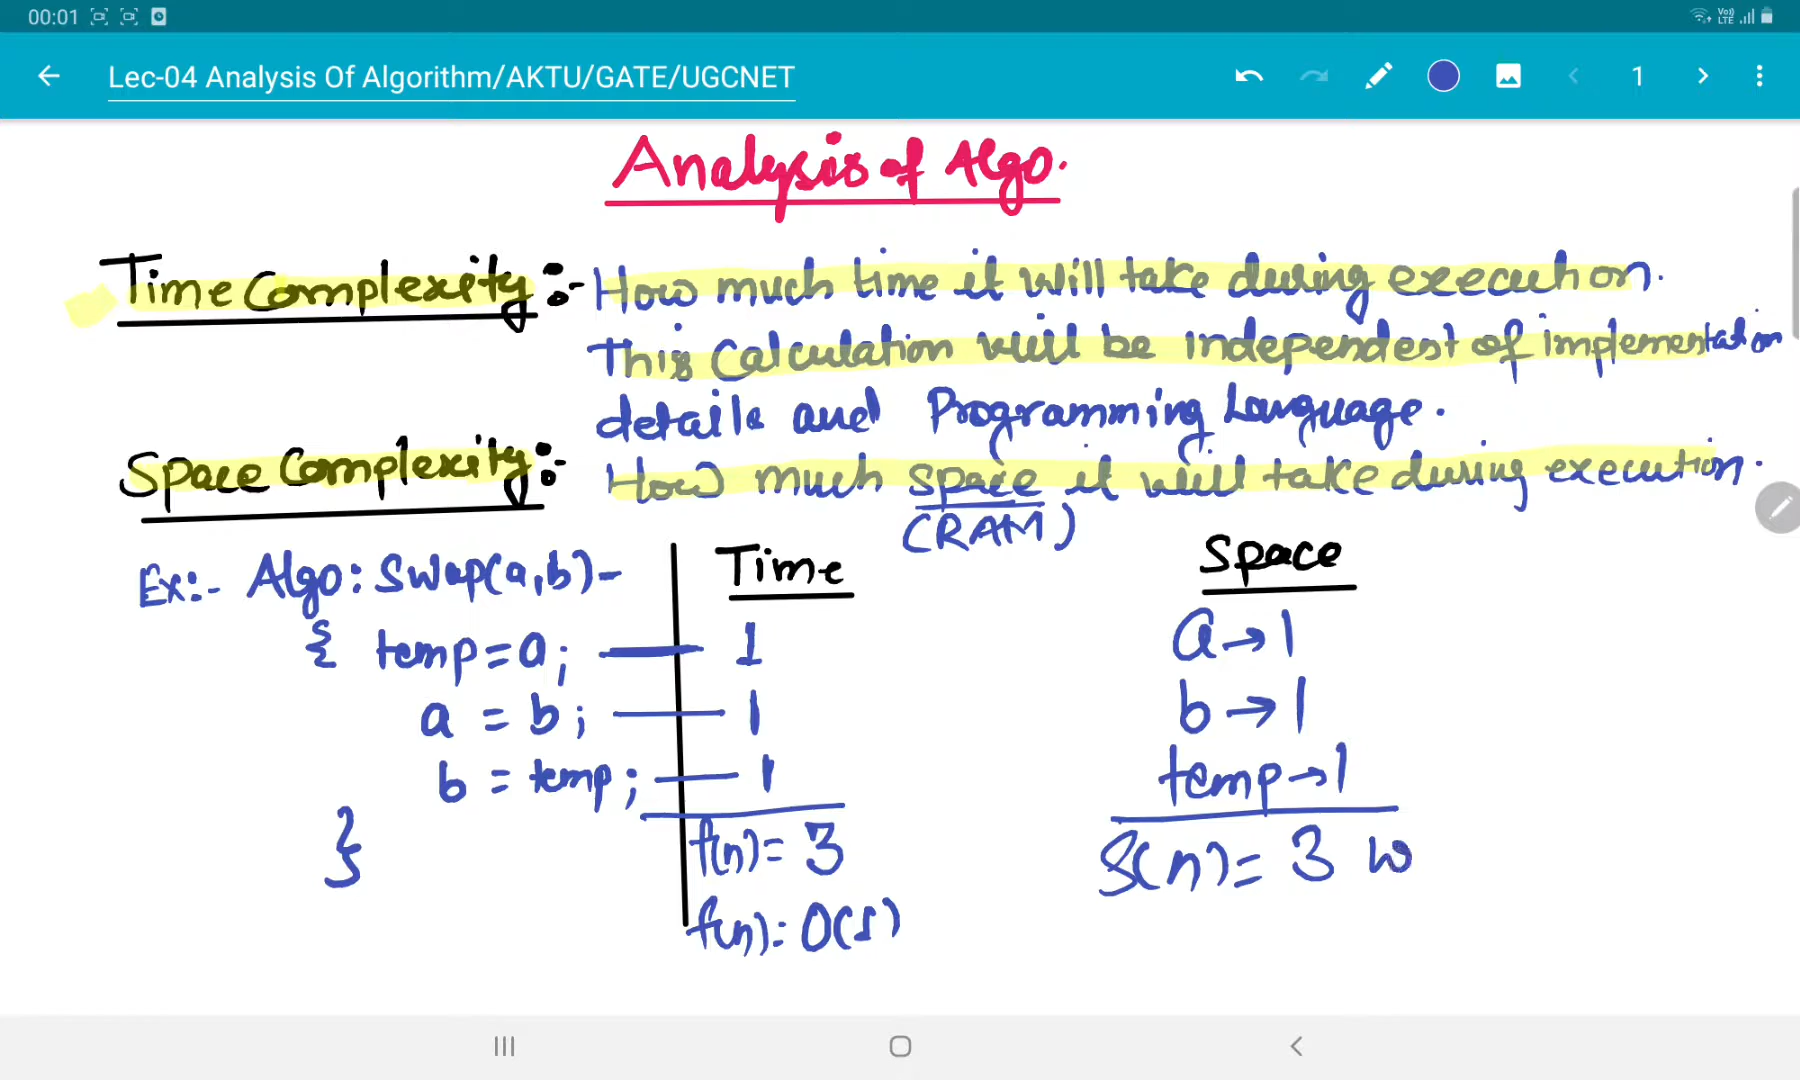 00:01
Vo))
LTE
Lec-04 Analysis Of Algorithm/AKTU/GATE/UGCNET
1
Analysis of Algo.
Time Complexity:- How much time it will take during execution.
This Calculation will be independent of implementation
details and Programming Language.
Space Complexity:- How much space it will take during execution.
(RAM)
Ex:- Algo: Swap(a,b)-
Time
Space
{ temp=a; 1
a→1
a = b; 1
b→1
b = temp; 1
temp→1
}
f(n)= 3
S(n)= 3 w
f(n)= O(1)